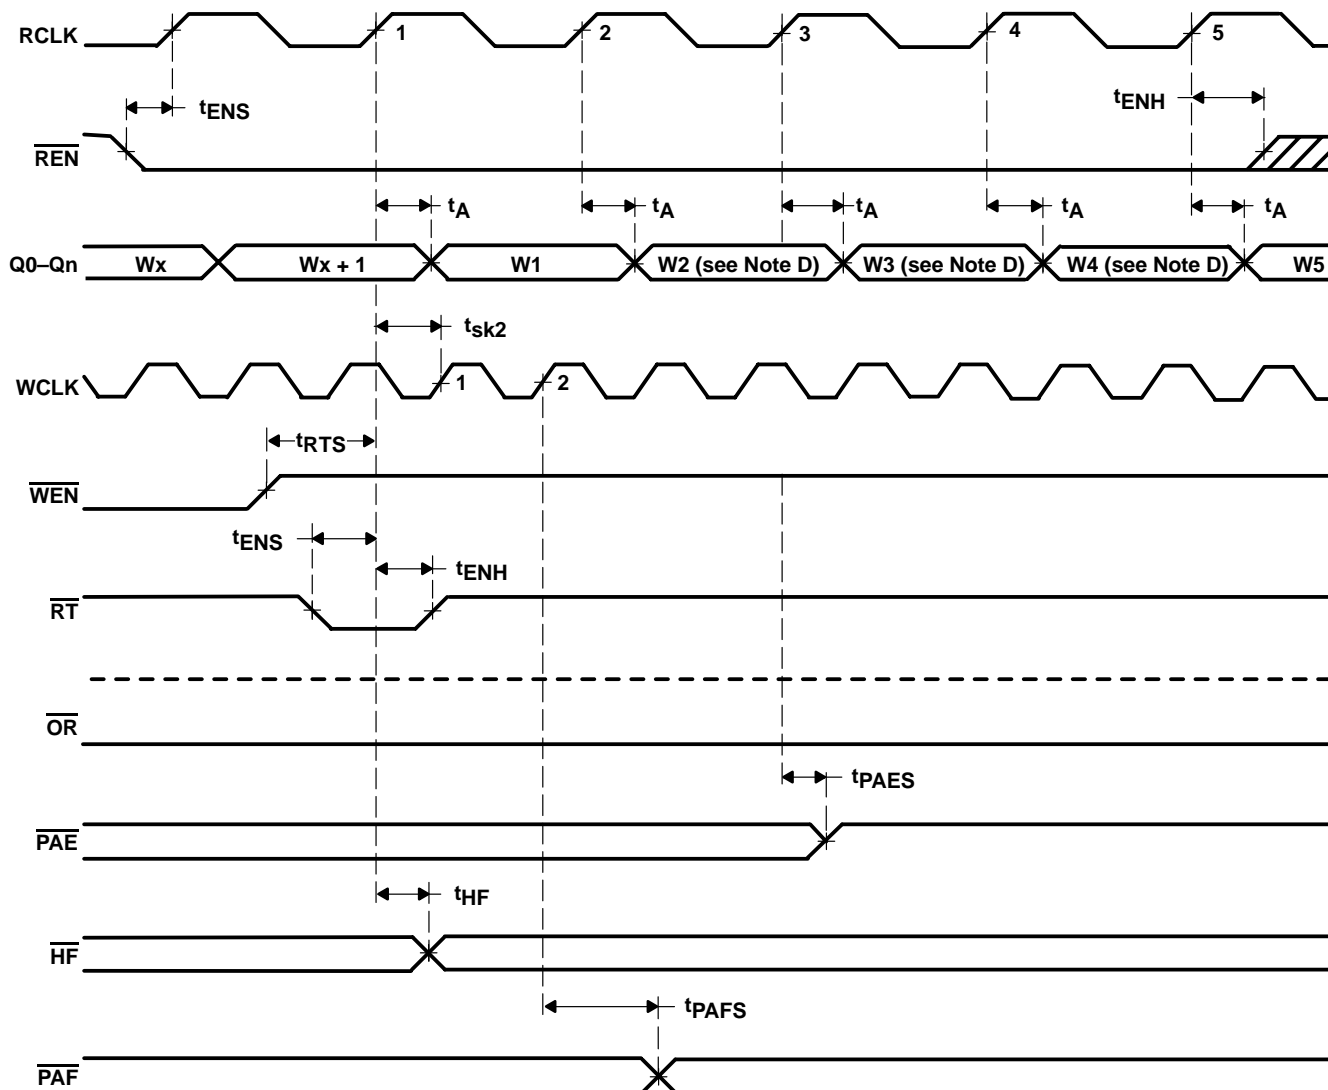 RCLK 1 2 3 4 5
tENS tENH
REN
tA tA tA tA tA
Q0–Qn Wx Wx + 1 W1 W2 (see Note D) W3 (see Note D) W4 (see Note D) W5
tsk2
WCLK 1 2
tRTS
WEN
tENS
tENH
RT
OR
tPAES
PAE
tHF
HF
tPAFS
PAF